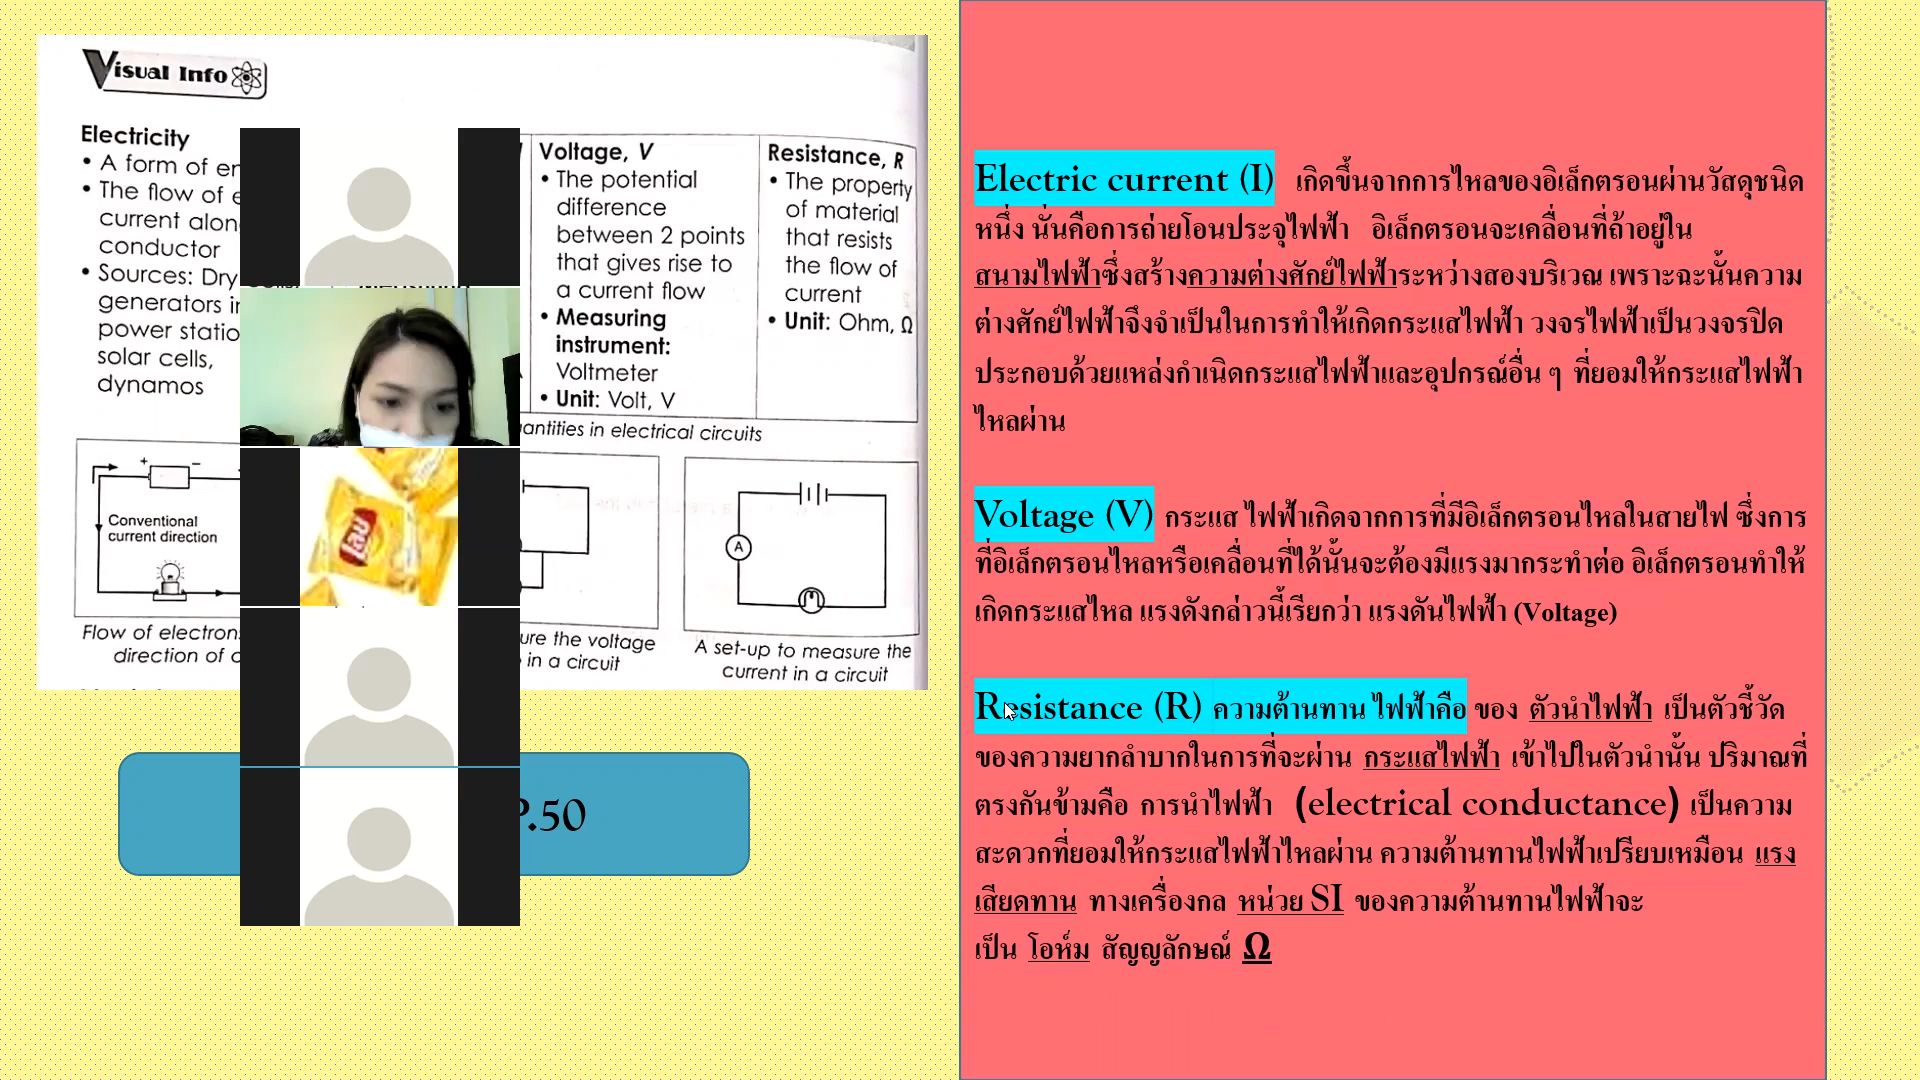 Visual Info
Electricity
• A form of en
• The flow of e
current alon
conductor
• Sources: Dry
generators in
power statio
solar cells,
dynamos
Voltage, V
• The potential
difference
between 2 points
that gives rise to
a current flow
• Measuring
instrument:
Voltmeter
• Unit: Volt, V
Resistance, R
• The property
of material
that resists
the flow of
current
• Unit: Ohm, Ω
antities in electrical circuits
+ −
Conventional
current direction
Flow of electrons
direction of c
เลย์
ure the voltage
in a circuit
A
A set-up to measure the
current in a circuit
P.50
Electric current (I) เกิดขึ้นจากการไหลของอิเล็กตรอนผ่านวัสดุชนิด
หนึ่ง นั่นคือการถ่ายโอนประจุไฟฟ้า อิเล็กตรอนจะเคลื่อนที่ถ้าอยู่ใน
สนามไฟฟ้าซึ่งสร้างความต่างศักย์ไฟฟ้าระหว่างสองบริเวณ เพราะฉะนั้นความ
ต่างศักย์ไฟฟ้าจึงจำเป็นในการทำให้เกิดกระแสไฟฟ้า วงจรไฟฟ้าเป็นวงจรปิด
ประกอบด้วยแหล่งกำเนิดกระแสไฟฟ้าและอุปกรณ์อื่น ๆ ที่ยอมให้กระแสไฟฟ้า
ไหลผ่าน
Voltage (V) กระแส ไฟฟ้าเกิดจากการที่มีอิเล็กตรอนไหลในสายไฟ ซึ่งการ
ที่อิเล็กตรอนไหลหรือเคลื่อนที่ได้นั้นจะต้องมีแรงมากระทำต่อ อิเล็กตรอนทำให้
เกิดกระแสไหล แรงดังกล่าวนี้เรียกว่า แรงดันไฟฟ้า (Voltage)
Resistance (R) ความต้านทาน ไฟฟ้าคือ ของ ตัวนำไฟฟ้า เป็นตัวชี้วัด
ของความยากลำบากในการที่จะผ่าน กระแสไฟฟ้า เข้าไปในตัวนำนั้น ปริมาณที่
ตรงกันข้ามคือ การนำไฟฟ้า (electrical conductance) เป็นความ
สะดวกที่ยอมให้กระแสไฟฟ้าไหลผ่าน ความต้านทานไฟฟ้าเปรียบเหมือน แรง
เสียดทาน ทางเครื่องกล หน่วย SI ของความต้านทานไฟฟ้าจะ
เป็น โอห์ม สัญญลักษณ์ Ω